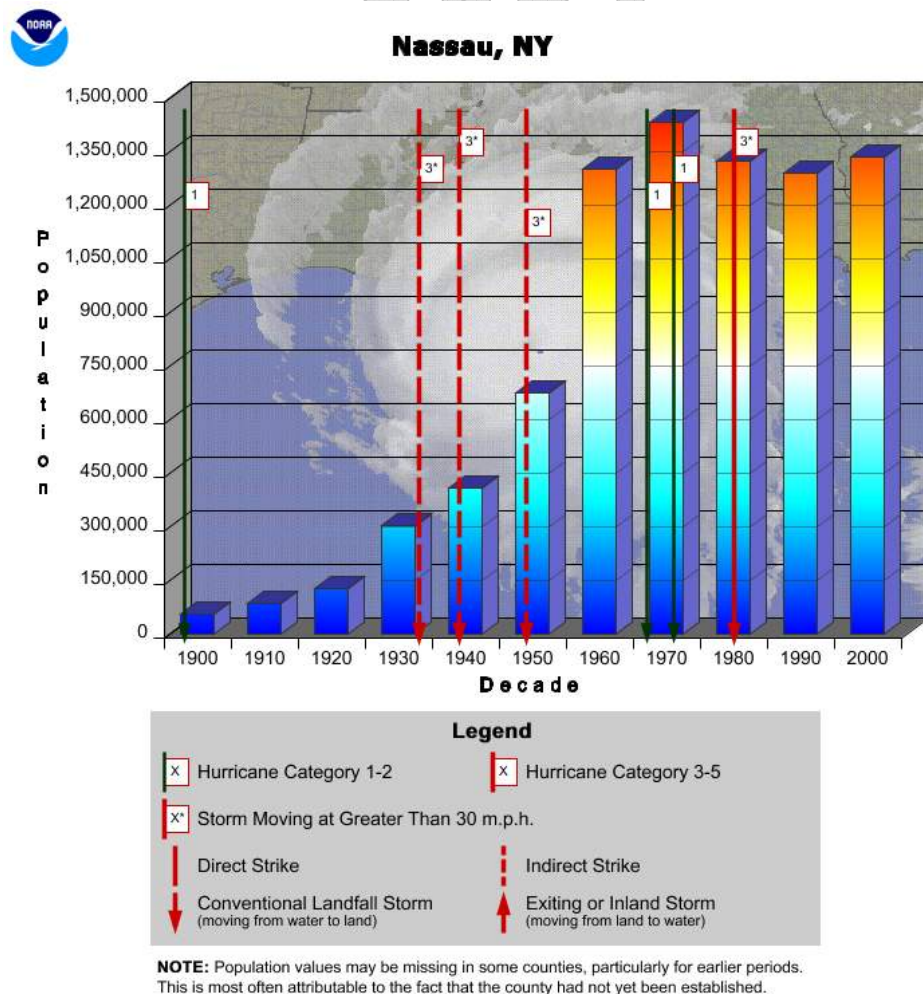 NOAA
Nassau, NY
1,500,000
1,350,000
1,200,000
1,050,000
900,000
750,000
600,000
450,000
300,000
150,000
0
Population
1
3*
3*
3*
1
1
3*
1900 1910 1920 1930 1940 1950 1960 1970 1980 1990 2000
Decade
Legend
X Hurricane Category 1-2
X Hurricane Category 3-5
X* Storm Moving at Greater Than 30 m.p.h.
Direct Strike
Indirect Strike
Conventional Landfall Storm
(moving from water to land)
Exiting or Inland Storm
(moving from land to water)
NOTE: Population values may be missing in some counties, particularly for earlier periods.
This is most often attributable to the fact that the county had not yet been established.